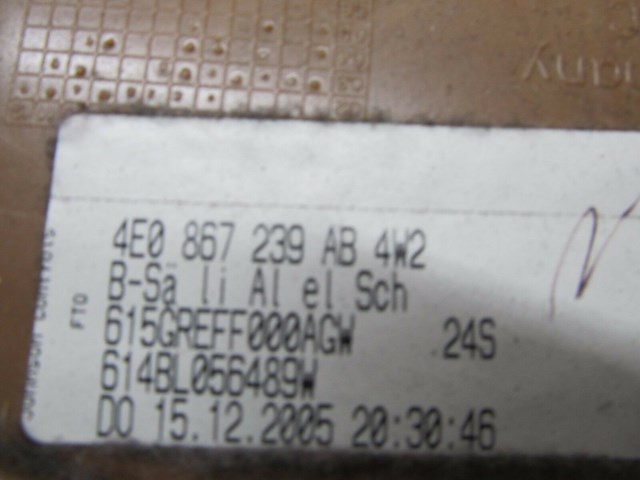 4E0 867 239 AB 4W2
B-Sä li Al el Sch
615GREFF000AGW 24S
614BL056489W
DO 15.12.2005 20:30:46
FTO